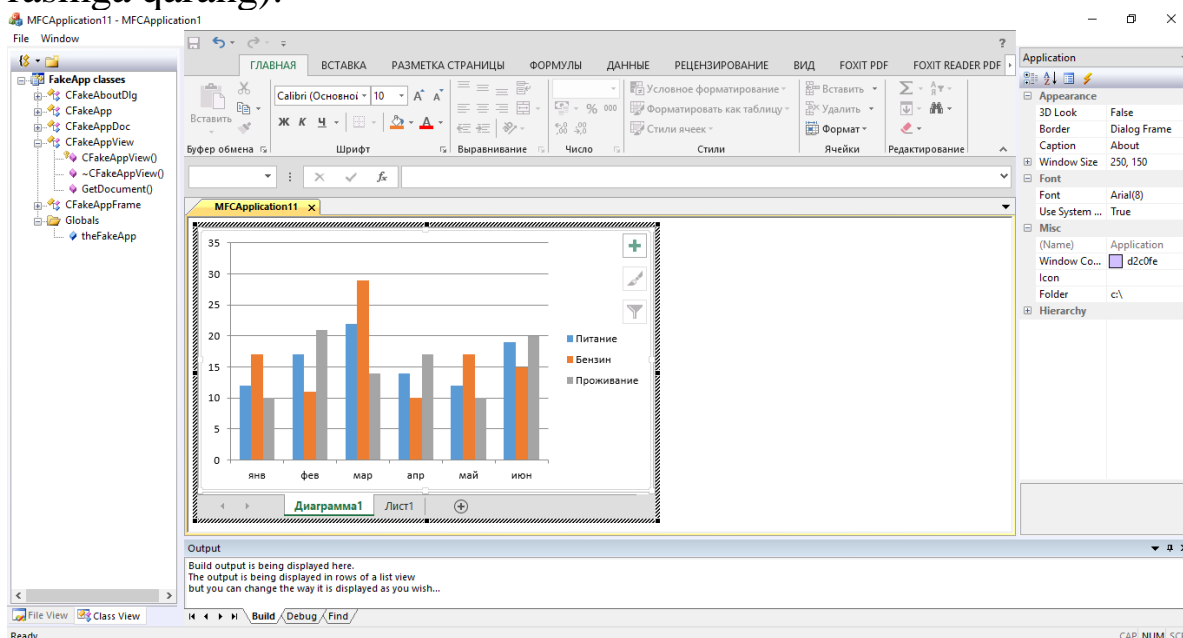 rasmga qarang).
MFCApplication11 - MFCApplication1
File Window
FakeApp classes
CFakeAboutDlg
CFakeApp
CFakeAppDoc
CFakeAppView
CFakeAppView()
~CFakeAppView()
GetDocument()
CFakeAppFrame
Globals
theFakeApp
File View Class View
Ready
?
ГЛАВНАЯ ВСТАВКА РАЗМЕТКА СТРАНИЦЫ ФОРМУЛЫ ДАННЫЕ РЕЦЕНЗИРОВАНИЕ ВИД FOXIT PDF FOXIT READER PDF
Вставить
Буфер обмена
Calibri (Основної 10 A A
Ж К Ч А
Шрифт
Выравнивание
% 000
Число
Условное форматирование
Форматировать как таблицу
Стили ячеек
Стили
Вставить
Удалить
Формат
Ячейки
Редактирование
fx
MFCApplication11 x
35
30
25
20
15
10
5
0
янв фев мар апр май июн
Питание
Бензин
Проживание
Диаграмма1 Лист1
Output
Build output is being displayed here.
The output is being displayed in rows of a list view
but you can change the way it is displayed as you wish...
Build Debug Find
Application
Appearance
3D Look False
Border Dialog Frame
Caption About
Window Size 250, 150
Font
Font Arial(8)
Use System ... True
Misc
(Name) Application
Window Co... d2c0fe
Icon
Folder c:\
Hierarchy
CAP NUM